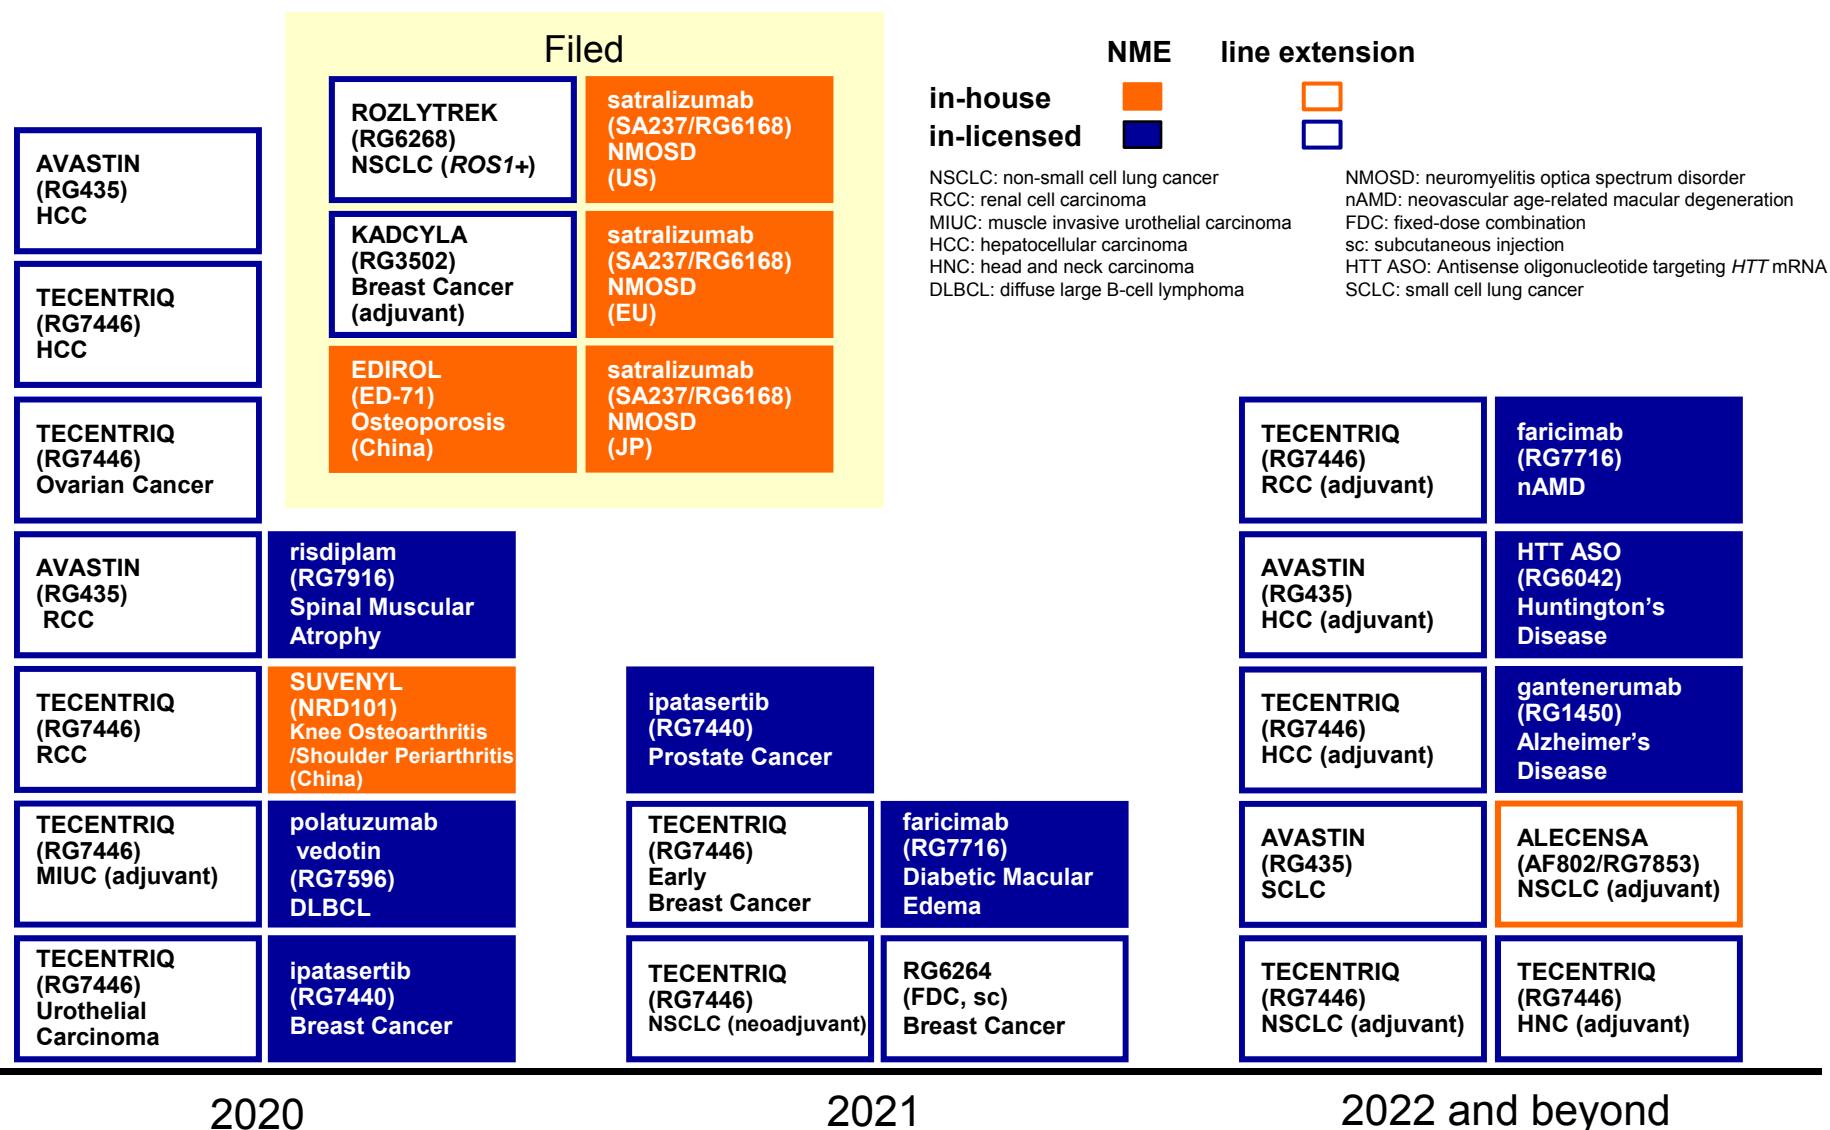 Filed
ROZLYTREK
(RG6268)
NSCLC (ROS1+)
satralizumab
(SA237/RG6168)
NMOSD
(US)
KADCYLA
(RG3502)
Breast Cancer
(adjuvant)
satralizumab
(SA237/RG6168)
NMOSD
(EU)
EDIROL
(ED-71)
Osteoporosis
(China)
satralizumab
(SA237/RG6168)
NMOSD
(JP)
NME
line extension
in-house
in-licensed
NSCLC: non-small cell lung cancer
RCC: renal cell carcinoma
MIUC: muscle invasive urothelial carcinoma
HCC: hepatocellular carcinoma
HNC: head and neck carcinoma
DLBCL: diffuse large B-cell lymphoma
NMOSD: neuromyelitis optica spectrum disorder
nAMD: neovascular age-related macular degeneration
FDC: fixed-dose combination
sc: subcutaneous injection
HTT ASO: Antisense oligonucleotide targeting HTT mRNA
SCLC: small cell lung cancer
AVASTIN
(RG435)
HCC
TECENTRIQ
(RG7446)
HCC
TECENTRIQ
(RG7446)
Ovarian Cancer
AVASTIN
(RG435)
RCC
risdiplam
(RG7916)
Spinal Muscular
Atrophy
TECENTRIQ
(RG7446)
RCC
SUVENYL
(NRD101)
Knee Osteoarthritis
/Shoulder Periarthritis
(China)
TECENTRIQ
(RG7446)
MIUC (adjuvant)
polatuzumab
vedotin
(RG7596)
DLBCL
TECENTRIQ
(RG7446)
Urothelial
Carcinoma
ipatasertib
(RG7440)
Breast Cancer
ipatasertib
(RG7440)
Prostate Cancer
TECENTRIQ
(RG7446)
Early
Breast Cancer
faricimab
(RG7716)
Diabetic Macular
Edema
TECENTRIQ
(RG7446)
NSCLC (neoadjuvant)
RG6264
(FDC, sc)
Breast Cancer
TECENTRIQ
(RG7446)
RCC (adjuvant)
faricimab
(RG7716)
nAMD
AVASTIN
(RG435)
HCC (adjuvant)
HTT ASO
(RG6042)
Huntington’s
Disease
TECENTRIQ
(RG7446)
HCC (adjuvant)
gantenerumab
(RG1450)
Alzheimer’s
Disease
AVASTIN
(RG435)
SCLC
ALECENSA
(AF802/RG7853)
NSCLC (adjuvant)
TECENTRIQ
(RG7446)
NSCLC (adjuvant)
TECENTRIQ
(RG7446)
HNC (adjuvant)
2020
2021
2022 and beyond